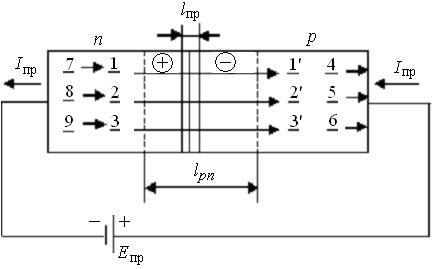 lпр
n p
7 1 + − 1' 4
Iпр 8 2 2' 5 Iпр
9 3 3' 6
lpn
− +
Eпр